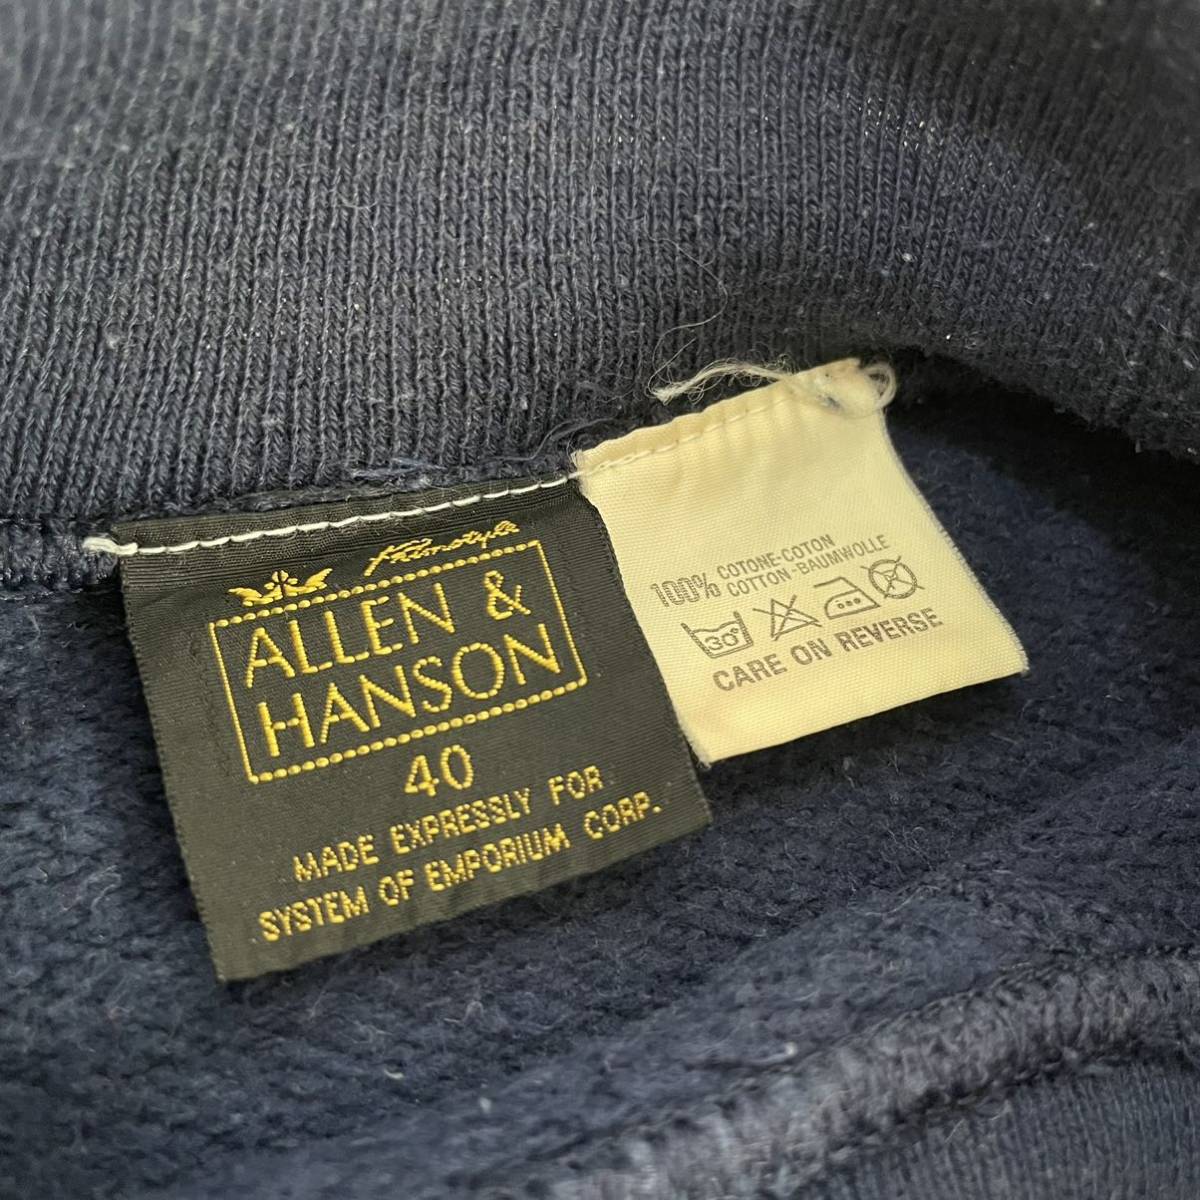 Primostyle
ALLEN &
HANSON
40
MADE EXPRESSLY FOR
SYSTEM OF EMPORIUM CORP.
100% COTONE-COTON
COTTON-BAUMWOLLE
30°
CARE ON REVERSE